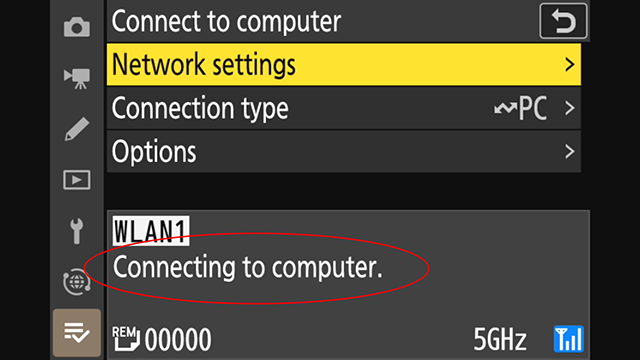 Connect to computer
Network settings
Connection type
PC
Options
WLAN1
Connecting to computer.
REM
00000
5GHz